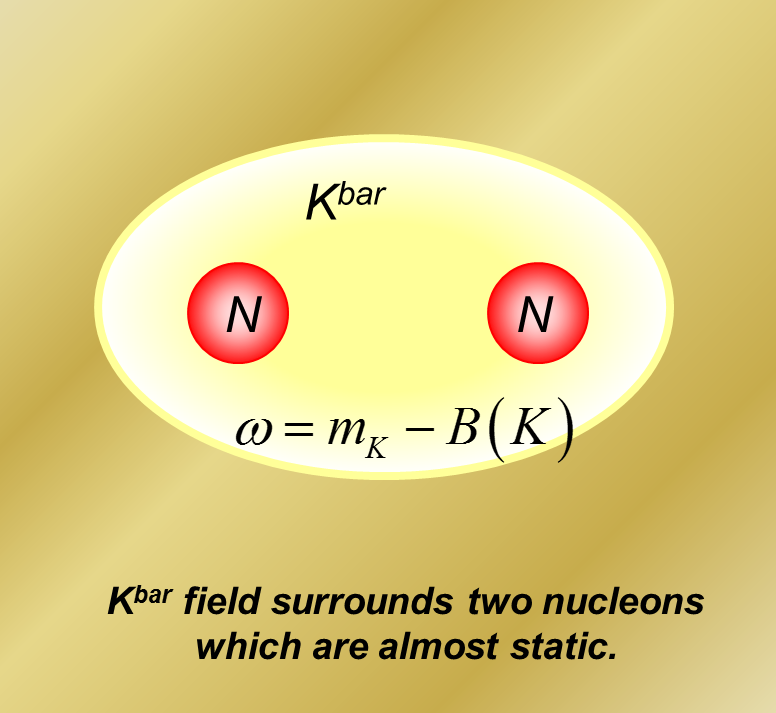 K^bar
N N
ω = m_K − B(K)
K^bar field surrounds two nucleons
which are almost static.